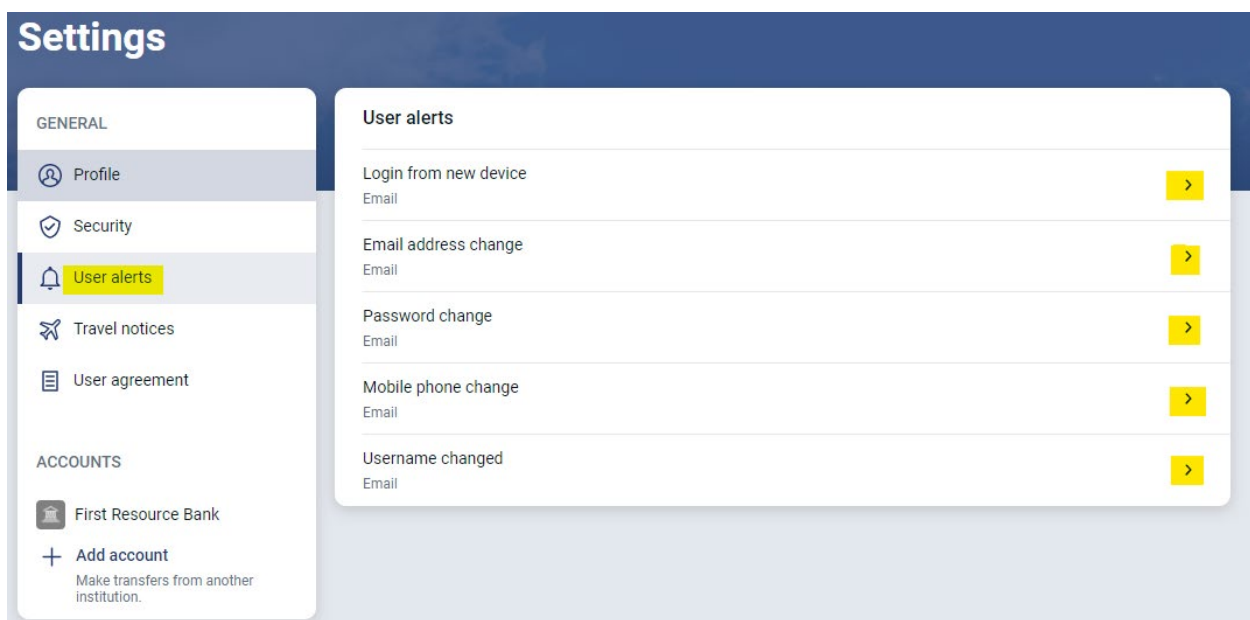 Settings
GENERAL
Profile
Security
User alerts
Travel notices
User agreement
ACCOUNTS
First Resource Bank
Add account
Make transfers from another
institution.
User alerts
Login from new device
Email
Email address change
Email
Password change
Email
Mobile phone change
Email
Username changed
Email